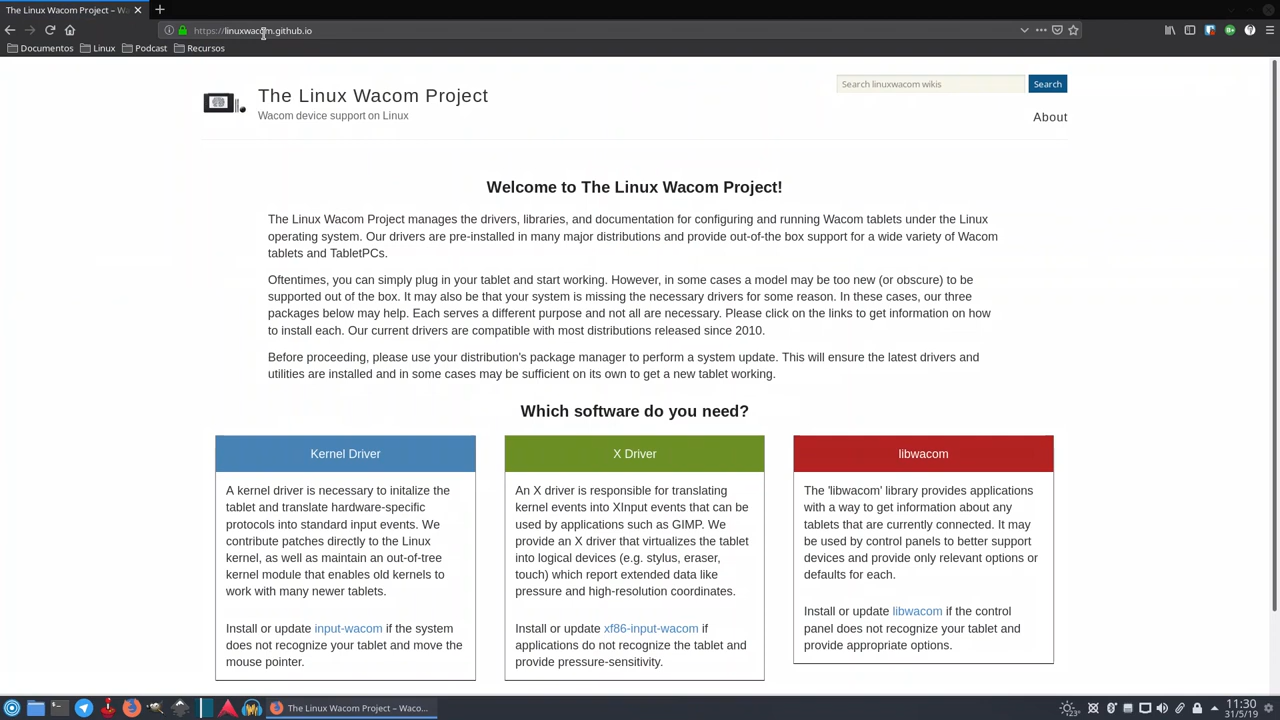 The Linux Wacom Project – Wa
https://linuxwacom.github.io
Documentos Linux Podcast Recursos
Search linuxwacom wikis Search
The Linux Wacom Project
Wacom device support on Linux
About
Welcome to The Linux Wacom Project!
The Linux Wacom Project manages the drivers, libraries, and documentation for configuring and running Wacom tablets under the Linux
operating system. Our drivers are pre-installed in many major distributions and provide out-of-the box support for a wide variety of Wacom
tablets and TabletPCs.
Oftentimes, you can simply plug in your tablet and start working. However, in some cases a model may be too new (or obscure) to be
supported out of the box. It may also be that your system is missing the necessary drivers for some reason. In these cases, our three
packages below may help. Each serves a different purpose and not all are necessary. Please click on the links to get information on how
to install each. Our current drivers are compatible with most distributions released since 2010.
Before proceeding, please use your distribution's package manager to perform a system update. This will ensure the latest drivers and
utilities are installed and in some cases may be sufficient on its own to get a new tablet working.
Which software do you need?
Kernel Driver
A kernel driver is necessary to initalize the
tablet and translate hardware-specific
protocols into standard input events. We
contribute patches directly to the Linux
kernel, as well as maintain an out-of-tree
kernel module that enables old kernels to
work with many newer tablets.
Install or update input-wacom if the system
does not recognize your tablet and move the
mouse pointer.
X Driver
An X driver is responsible for translating
kernel events into XInput events that can be
used by applications such as GIMP. We
provide an X driver that virtualizes the tablet
into logical devices (e.g. stylus, eraser,
touch) which report extended data like
pressure and high-resolution coordinates.
Install or update xf86-input-wacom if
applications do not recognize the tablet and
provide pressure-sensitivity.
libwacom
The 'libwacom' library provides applications
with a way to get information about any
tablets that are currently connected. It may
be used by control panels to better support
devices and provide only relevant options or
defaults for each.
Install or update libwacom if the control
panel does not recognize your tablet and
provide appropriate options.
The Linux Wacom Project – Waco...
23°
11:30
31/5/19